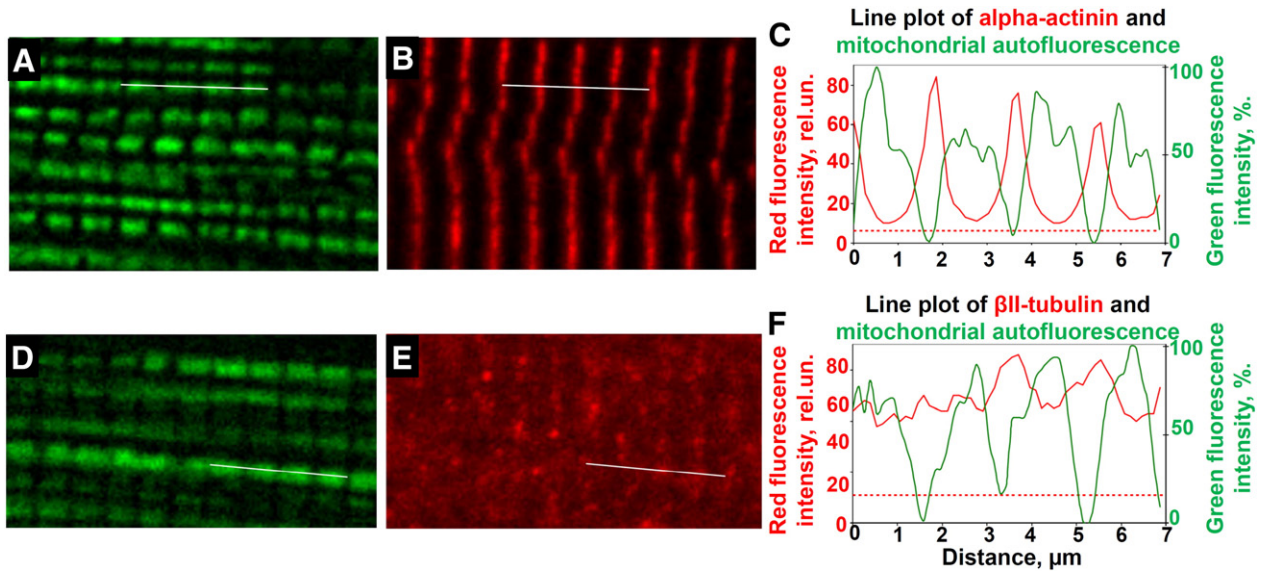 A
B
C
Line plot of alpha-actinin and
mitochondrial autofluorescence
Red fluorescence
intensity, rel.un.
80
60
40
20
0
0 1 2 3 4 5 6 7
100
50
0
Green fluorescence
intensity, %.
D
E
F
Line plot of βII-tubulin and
mitochondrial autofluorescence
Red fluorescence
intensity, rel.un.
80
60
40
20
0
0 1 2 3 4 5 6 7
Distance, µm
100
50
0
Green fluorescence
intensity, %.